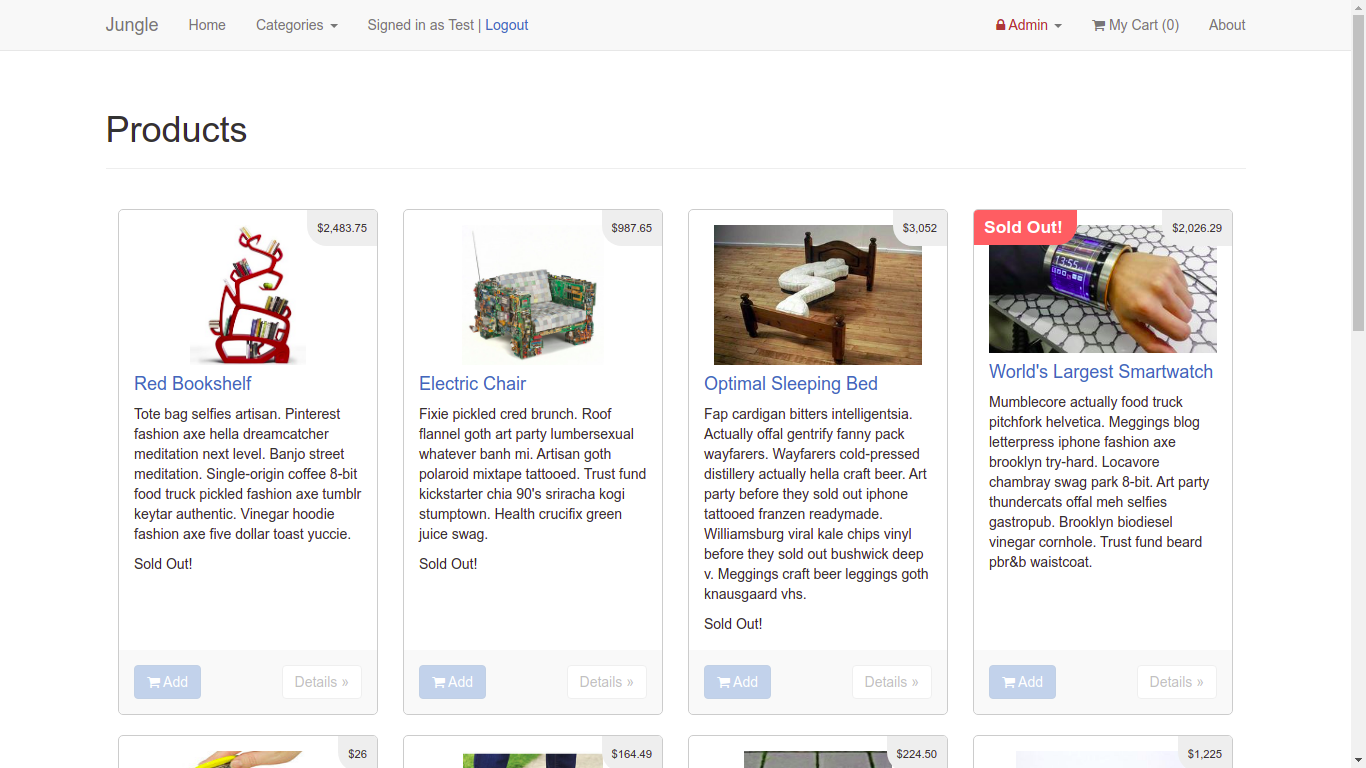 Jungle Home Categories Signed in as Test | Logout Admin My Cart (0) About
Products
$2,483.75
Red Bookshelf
Tote bag selfies artisan. Pinterest
fashion axe hella dreamcatcher
meditation next level. Banjo street
meditation. Single-origin coffee 8-bit
food truck pickled fashion axe tumblr
keytar authentic. Vinegar hoodie
fashion axe five dollar toast yuccie.
Sold Out!
Add Details »
$987.65
Electric Chair
Fixie pickled cred brunch. Roof
flannel goth art party lumbersexual
whatever banh mi. Artisan goth
polaroid mixtape tattooed. Trust fund
kickstarter chia 90's sriracha kogi
stumptown. Health crucifix green
juice swag.
Sold Out!
Add Details »
$3,052
Optimal Sleeping Bed
Fap cardigan bitters intelligentsia.
Actually offal gentrify fanny pack
wayfarers. Wayfarers cold-pressed
distillery actually hella craft beer. Art
party before they sold out iphone
tattooed franzen readymade.
Williamsburg viral kale chips vinyl
before they sold out bushwick deep
v. Meggings craft beer leggings goth
knausgaard vhs.
Sold Out!
Add Details »
Sold Out! $2,026.29
13:55
World's Largest Smartwatch
Mumblecore actually food truck
pitchfork helvetica. Meggings blog
letterpress iphone fashion axe
brooklyn try-hard. Locavore
chambray swag park 8-bit. Art party
thundercats offal meh selfies
gastropub. Brooklyn biodiesel
vinegar cornhole. Trust fund beard
pbr&b waistcoat.
Add Details »
$26 $164.49 $224.50 $1,225